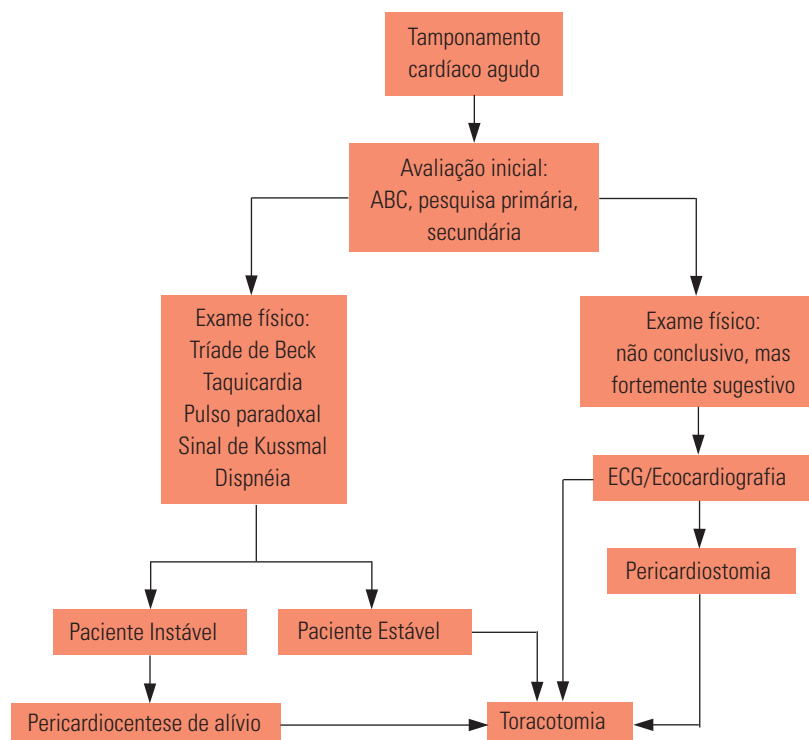 Tamponamento
cardíaco agudo
Avaliação inicial:
ABC, pesquisa primária,
secundária
Exame físico:
Tríade de Beck
Taquicardia
Pulso paradoxal
Sinal de Kussmal
Dispnéia
Exame físico:
não conclusivo, mas
fortemente sugestivo
ECG/Ecocardiografia
Pericardiostomia
Paciente Instável
Paciente Estável
Pericardiocentese de alívio
Toracotomia